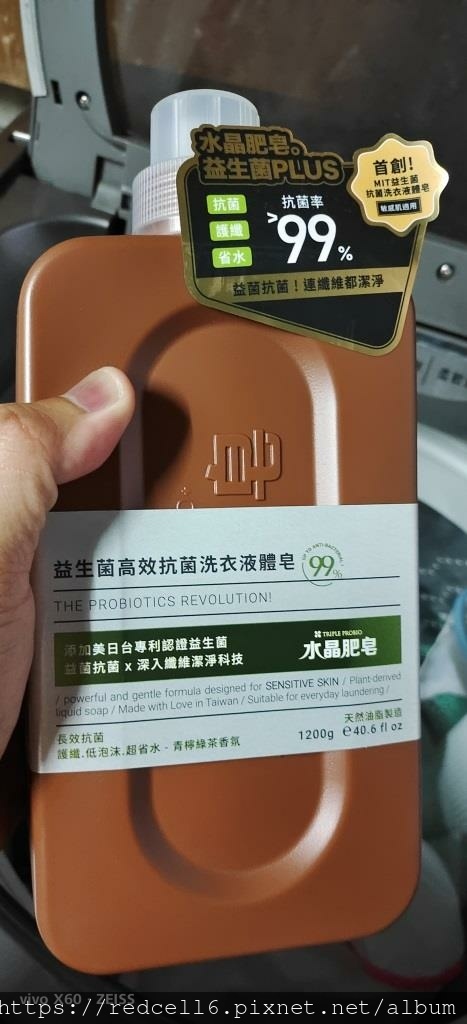 水晶肥皂。
益生菌PLUS
首創!
MIT益生菌
抗菌洗衣液體皂
敏感肌適用
抗菌
護纖
省水
抗菌率
>99%
益菌抗菌!連纖維都潔淨
益生菌高效抗菌洗衣液體皂
UP TO ANTI-BACTERIAL!
99%
THE PROBIOTICS REVOLUTION!
添加美日台專利認證益生菌
益菌抗菌 x 深入纖維潔淨科技
TRIPLE PROBIO
水晶肥皂
/ powerful and gentle formula designed for SENSITIVE SKIN / Plant-derived
liquid soap / Made with Love in Taiwan / Suitable for everyday laundering /
長效抗菌
護纖.低泡沫.超省水 - 青檸綠茶香氛
天然油脂製造
1200g ℮40.6 fl oz
vivo X60 ZEISS
https://redcell6.pixnet.net/album